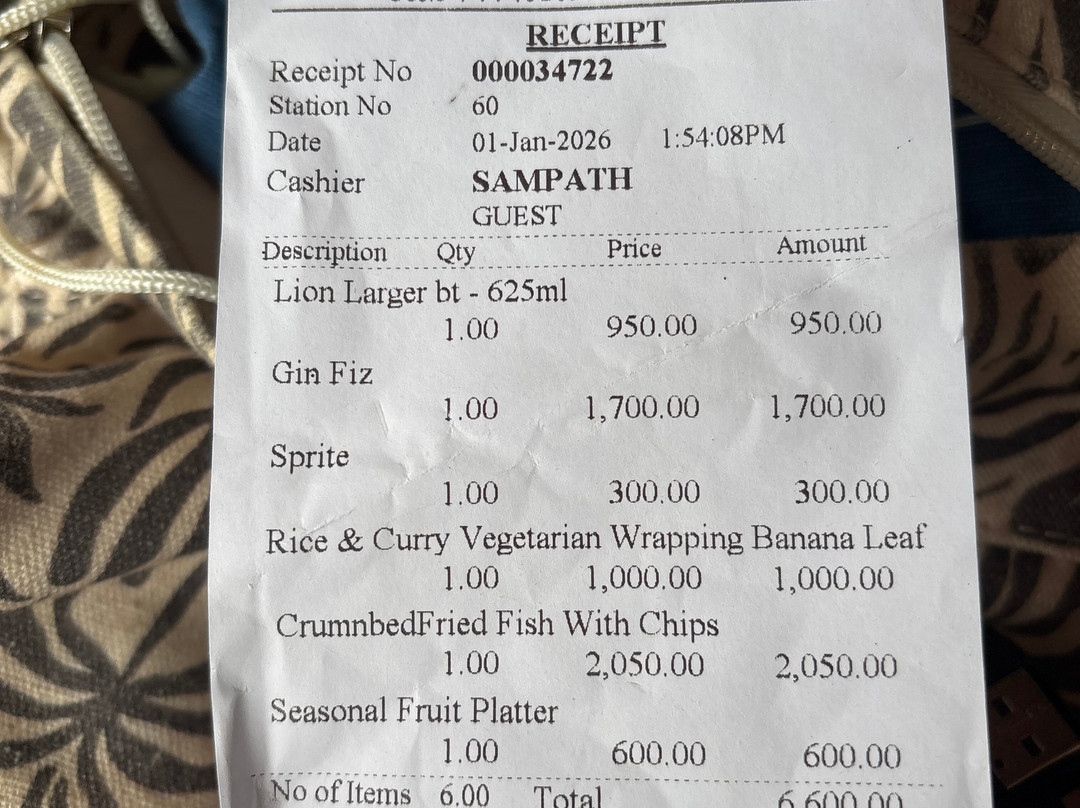 RECEIPT
Receipt No 000034722
Station No 60
Date 01-Jan-2026 1:54:08PM
Cashier SAMPATH
GUEST
Description Qty Price Amount
Lion Larger bt - 625ml
1.00 950.00 950.00
Gin Fiz
1.00 1,700.00 1,700.00
Sprite
1.00 300.00 300.00
Rice & Curry Vegetarian Wrapping Banana Leaf
1.00 1,000.00 1,000.00
CrumnbedFried Fish With Chips
1.00 2,050.00 2,050.00
Seasonal Fruit Platter
1.00 600.00 600.00
No of Items 6.00 Total 6,600.00